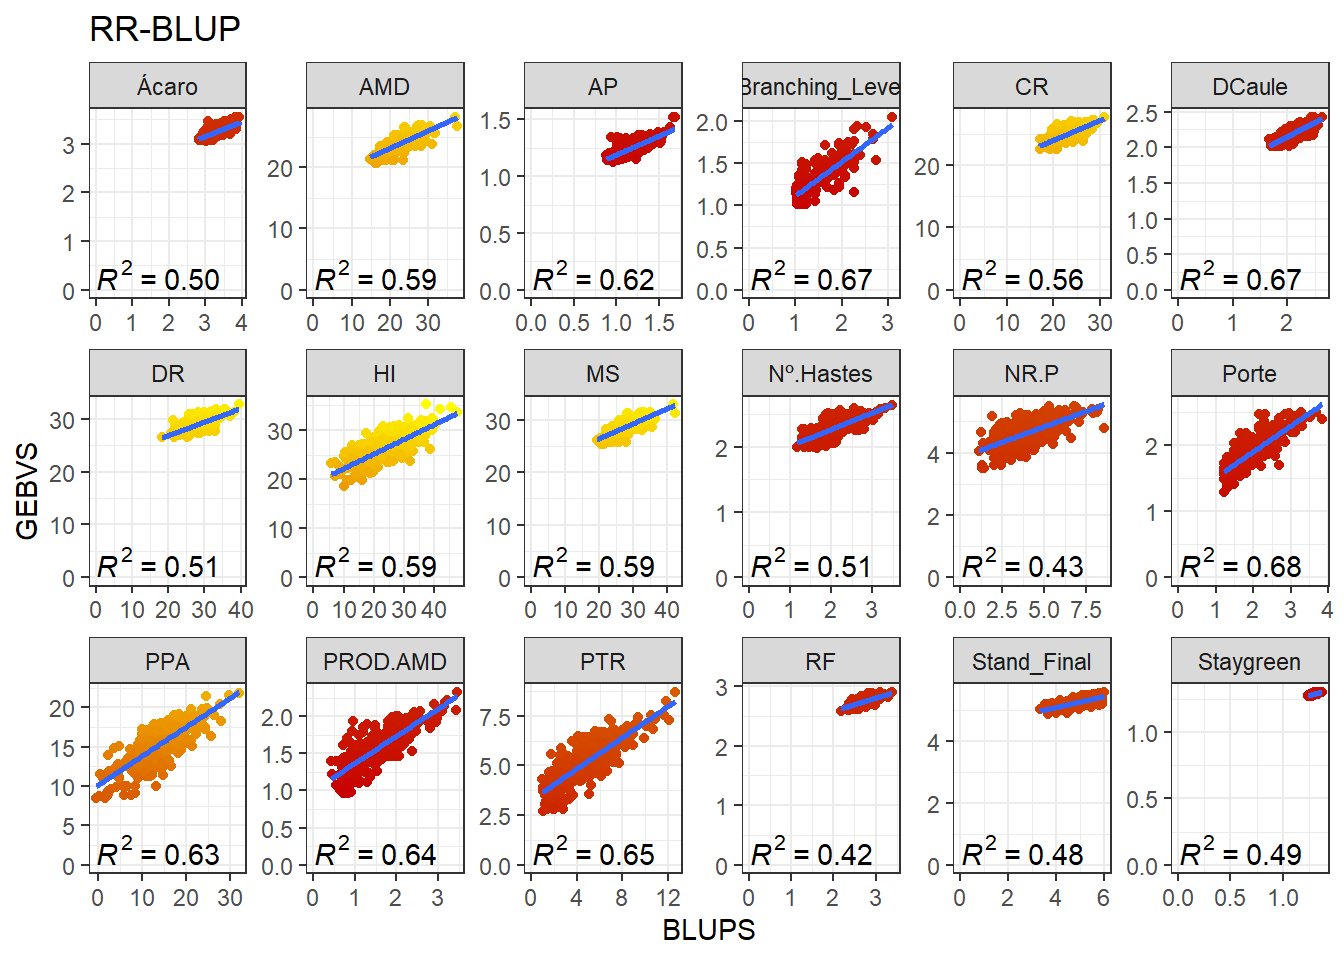 RR-BLUP
Ácaro AMD AP Branching_Leve CR DCaule
3 2 1 0
20 10 0
1.5 1.0 0.5 0.0
2.0 1.5 1.0 0.5 0.0
20 10 0
2.5 2.0 1.5 1.0 0.5 0.0
R² = 0.50 R² = 0.59 R² = 0.62 R² = 0.67 R² = 0.56 R² = 0.67
0 1 2 3 4 0 10 20 30 0.0 0.5 1.0 1.5 0 1 2 3 0 10 20 30 0 1 2
DR HI MS Nº.Hastes NR.P Porte
30 20 10 0
30 20 10 0
30 20 10 0
2 1 0
4 2 0
2 1 0
R² = 0.51 R² = 0.59 R² = 0.59 R² = 0.51 R² = 0.43 R² = 0.68
0 10 20 30 40 0 10 20 30 40 0 10 20 30 40 0 1 2 3 0.0 2.5 5.0 7.5 0 1 2 3 4
GEBVS
PPA PROD.AMD PTR RF Stand_Final Staygreen
20 15 10 5 0
2.0 1.5 1.0 0.5 0.0
7.5 5.0 2.5 0.0
3 2 1 0
4 2 0
1.0 0.5 0.0
R² = 0.63 R² = 0.64 R² = 0.65 R² = 0.42 R² = 0.48 R² = 0.49
0 10 20 30 0 1 2 3 0 4 8 12 0 1 2 3 0 2 4 6 0.0 0.5 1.0
BLUPS